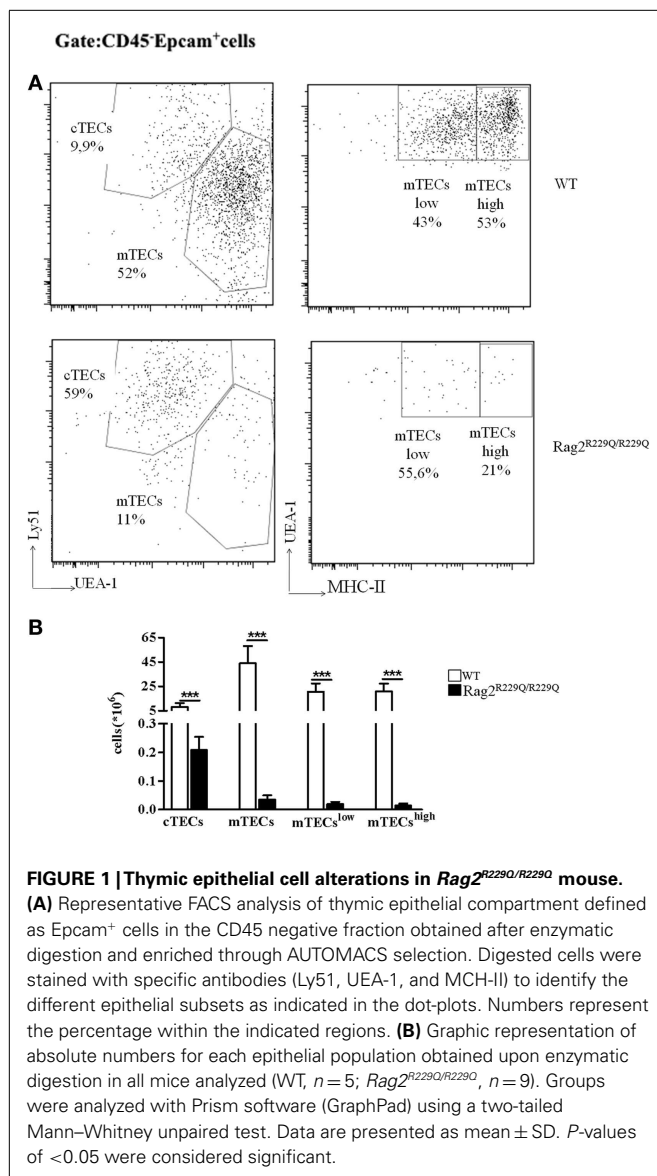 Gate:CD45-Epcam+cells
A
cTECs
9,9%
mTECs
52%
mTECs
low
43%
mTECs
high
53%
WT
cTECs
59%
mTECs
11%
Ly51
UEA-1
mTECs
low
55,6%
mTECs
high
21%
Rag2R229Q/R229Q
UEA-1
MHC-II
B
cells(*10⁶)
65
45
25
5
0.3
0.2
0.1
0.0
***
***
***
***
cTECs
mTECs
mTECslow
mTECshigh
WT
Rag2R229Q/R229Q
FIGURE 1 | Thymic epithelial cell alterations in Rag2R229Q/R229Q mouse.
(A) Representative FACS analysis of thymic epithelial compartment defined
as Epcam+ cells in the CD45 negative fraction obtained after enzymatic
digestion and enriched through AUTOMACS selection. Digested cells were
stained with specific antibodies (Ly51, UEA-1, and MCH-II) to identify the
different epithelial subsets as indicated in the dot-plots. Numbers represent
the percentage within the indicated regions. (B) Graphic representation of
absolute numbers for each epithelial population obtained upon enzymatic
digestion in all mice analyzed (WT, n = 5; Rag2R229Q/R229Q, n = 9). Groups
were analyzed with Prism software (GraphPad) using a two-tailed
Mann–Whitney unpaired test. Data are presented as mean ± SD. P-values
of <0.05 were considered significant.